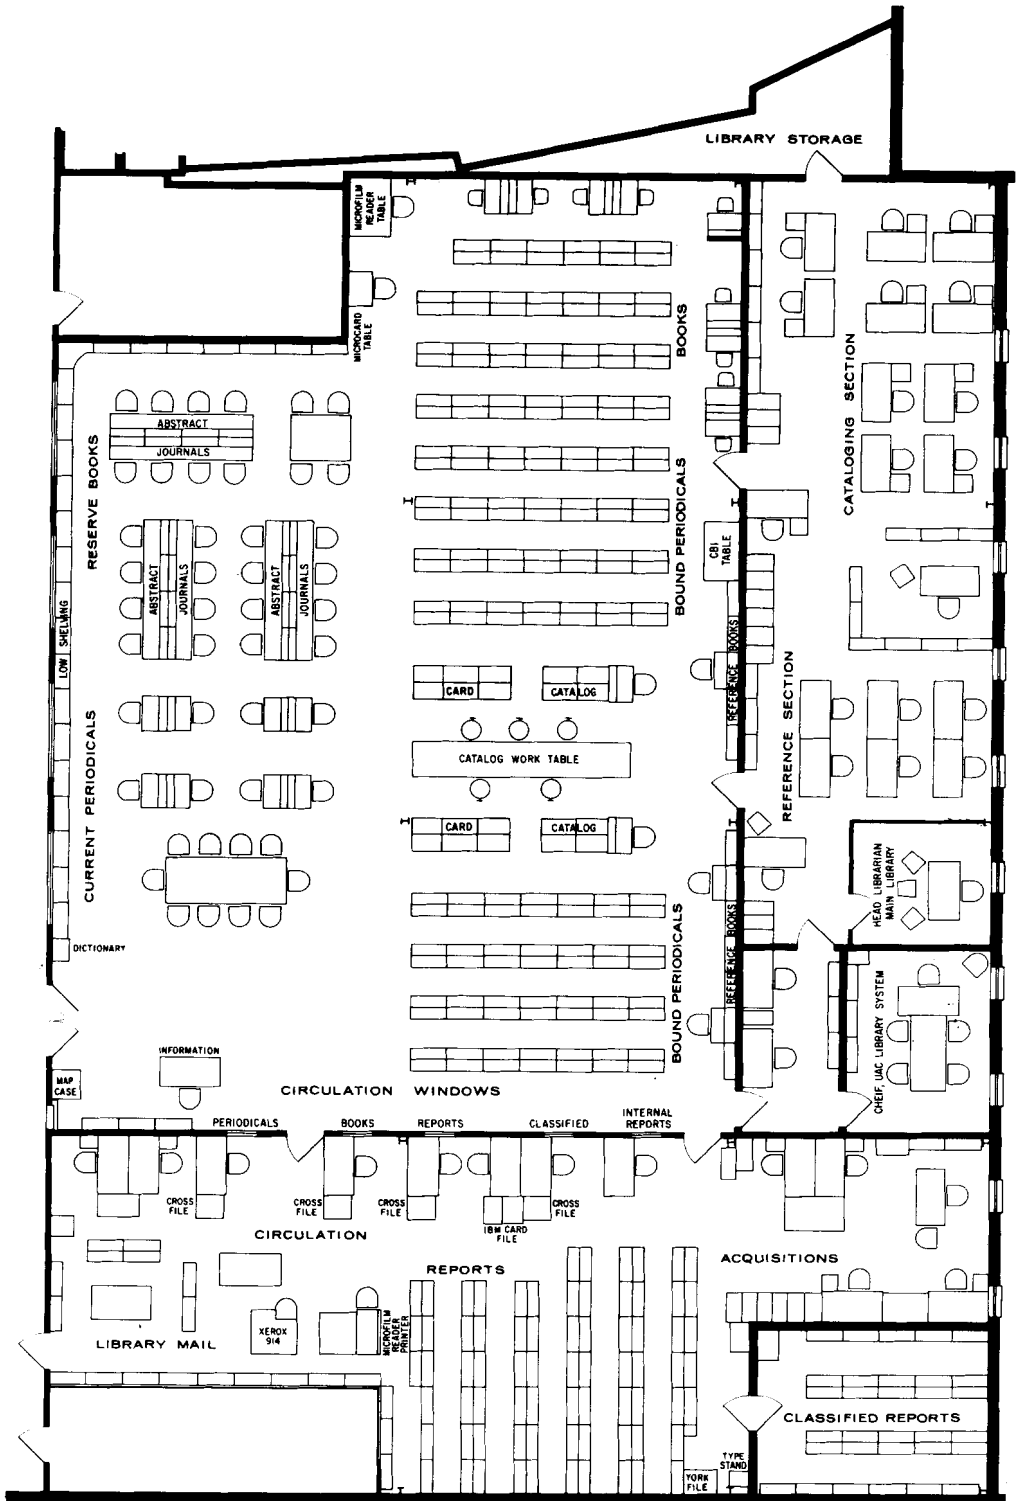 LIBRARY STORAGE
MICROFILM
READER
TABLE
MICROCARD
TABLE
BOOKS
CATALOGING SECTION
RESERVE BOOKS
ABSTRACT
JOURNALS
BOUND PERIODICALS
CBI
TABLE
ABSTRACT
JOURNALS
ABSTRACT
JOURNALS
LOW SHELVING
REFERENCE BOOKS
CARD
CATALOG
REFERENCE SECTION
CURRENT PERIODICALS
CATALOG WORK TABLE
CARD
CATALOG
HEAD LIBRARIAN
MAIN LIBRARY
DICTIONARY
BOUND PERIODICALS
REFERENCE BOOKS
CHEIF, UAC LIBRARY SYSTEM
INFORMATION
MAP
CASE
CIRCULATION WINDOWS
PERIODICALS
BOOKS
REPORTS
CLASSIFIED
INTERNAL
REPORTS
CROSS
FILE
CROSS
FILE
CROSS
FILE
IBM CARD
FILE
CROSS
FILE
CIRCULATION
REPORTS
ACQUISITIONS
LIBRARY MAIL
XEROX
914
MICROFILM
READER
PRINTER
CLASSIFIED REPORTS
TYPE
STAND
YORK
FILE